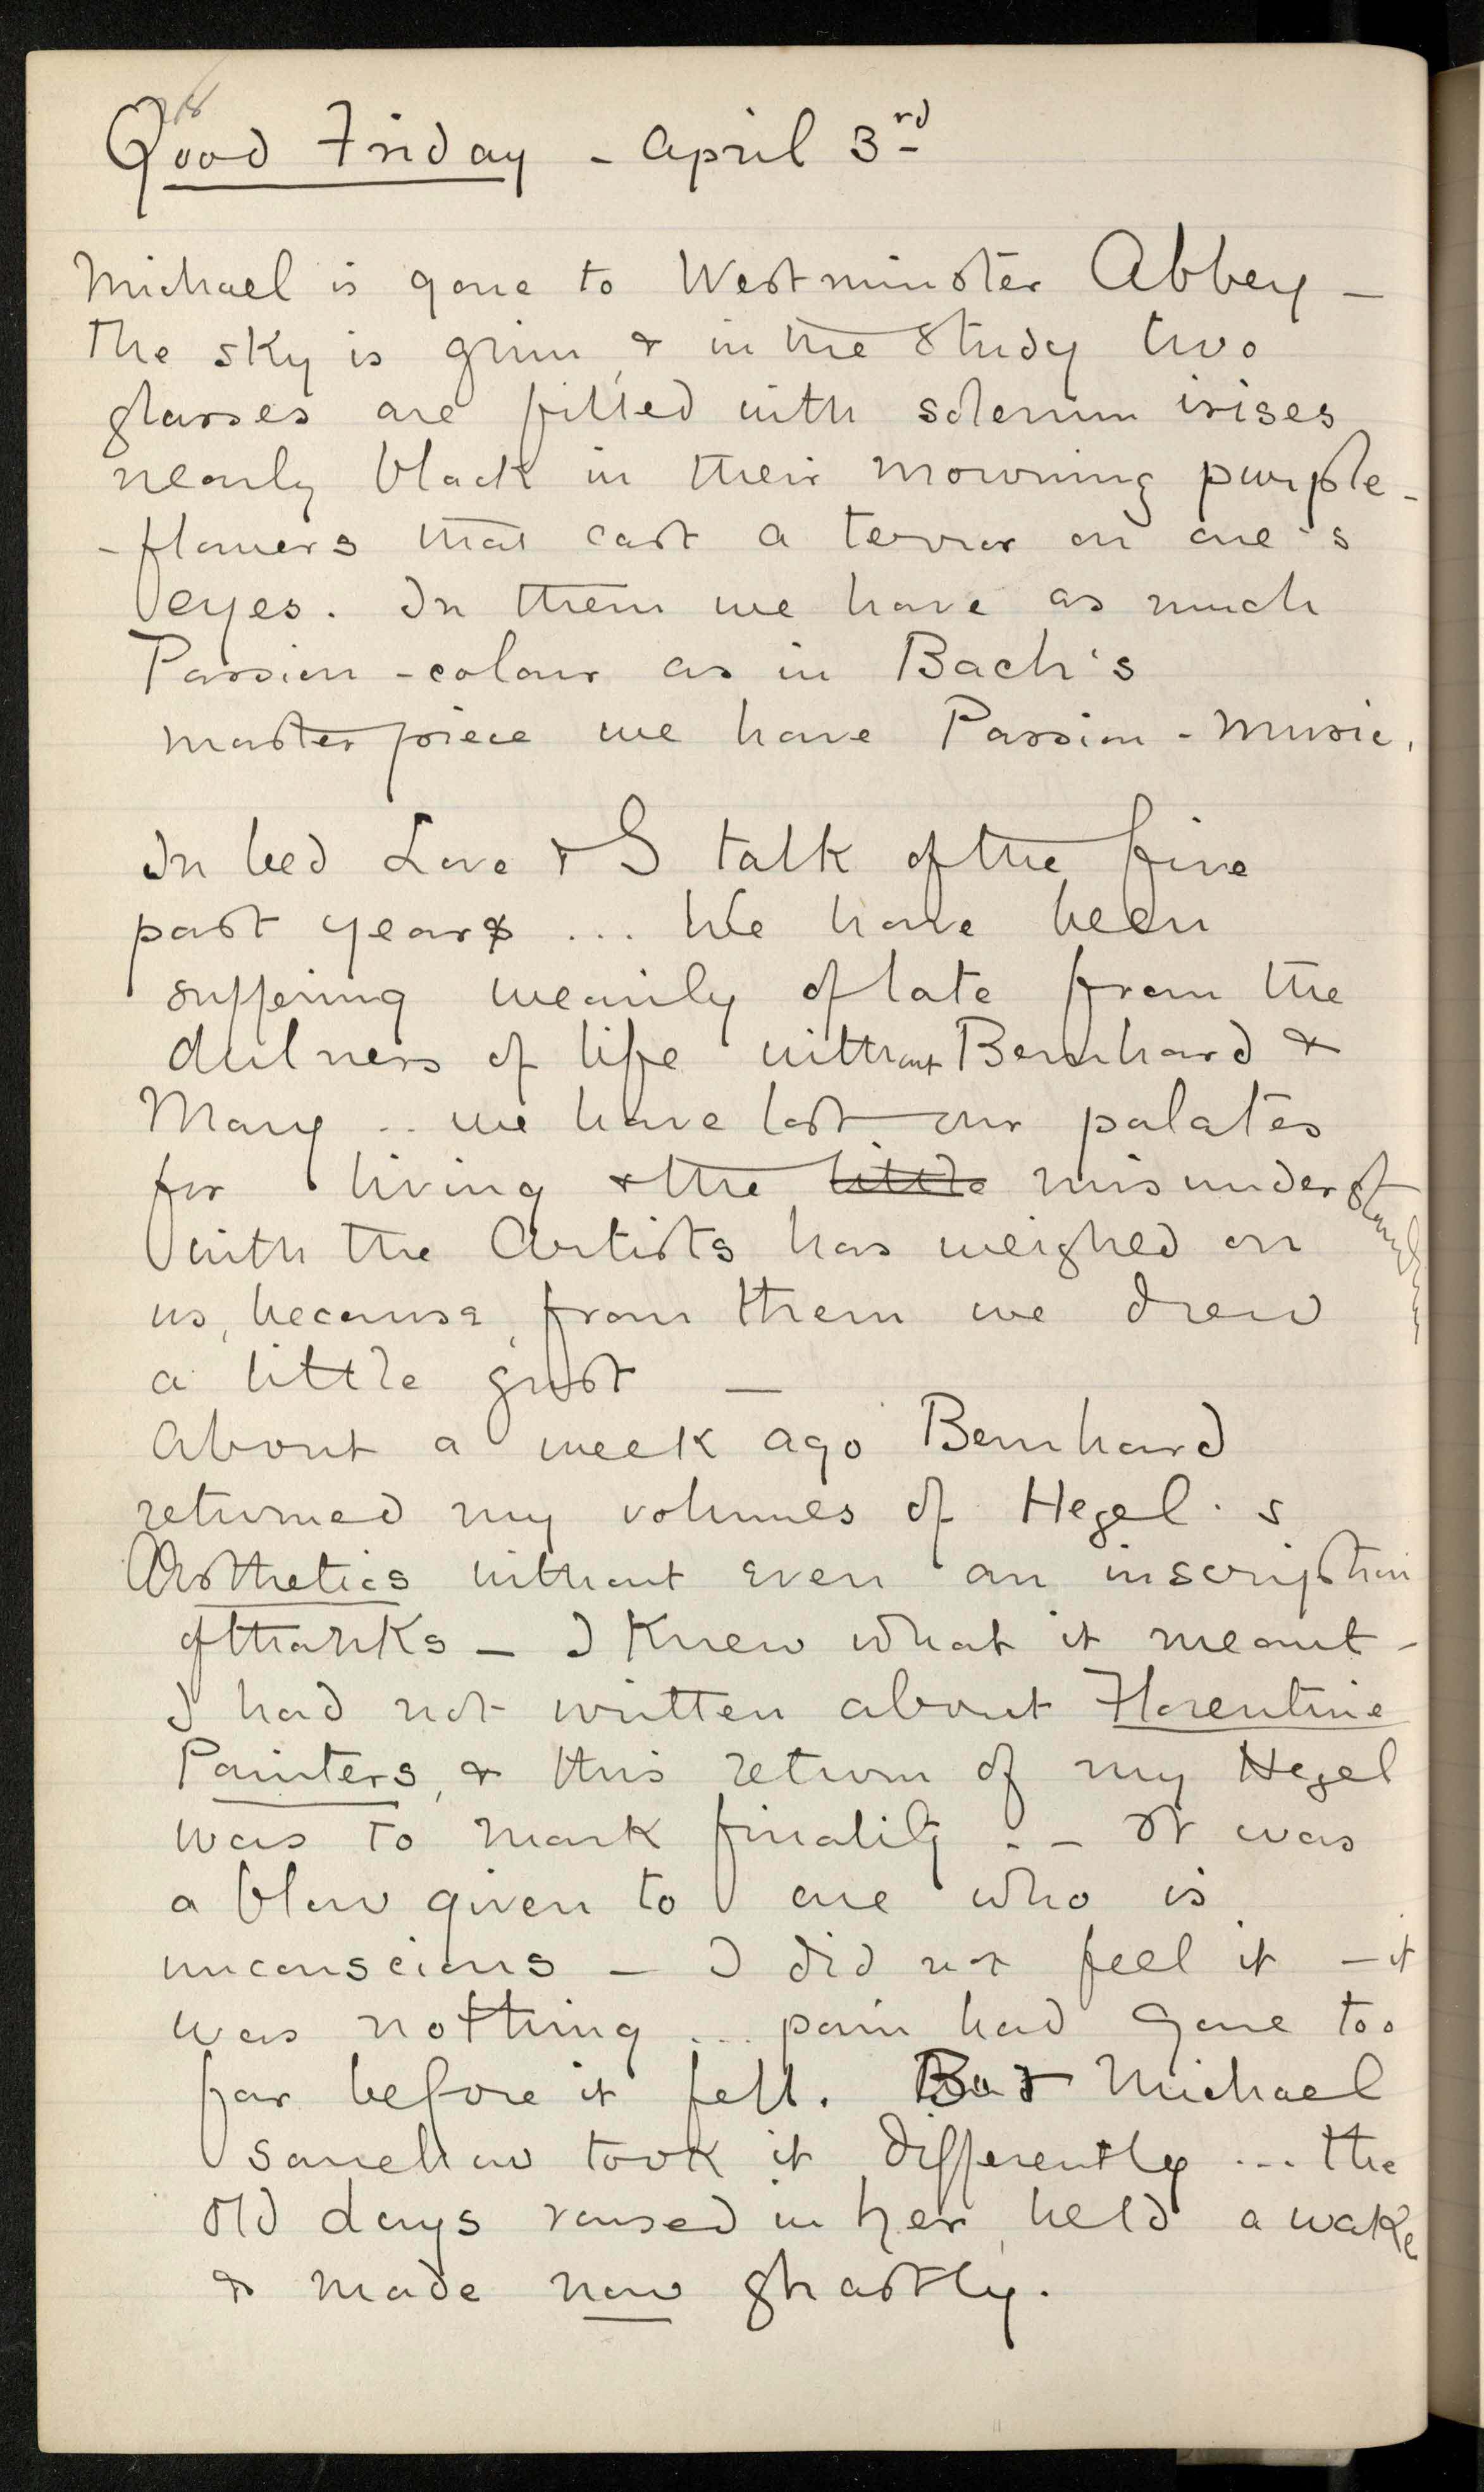 Good Friday - April 3rd
Michael is gone to Westminster Abbey -
The sky is grim, & in the study two
glasses are filled with solemn irises
nearly black in their mourning purple -
- flowers that cast a terror on one's
eyes. In them we have as much
Passion-colour as in Bach's
masterpiece we have Passion-music.
In bed Love & I talk of the five
past years ... We have been
suffering wearily of late from the
dulness of life without Bernhard &
Mary .. we have lost our palates
for living & the little misunderstanding
with the Artists has weighed on
us, because, from them we drew
a little gust —
About a week ago Bernhard
returned my volumes of Hegel's
Aesthetics without even an inscription
of thanks — I knew what it meant -
I had not written about Florentine
Painters, & this return of my Hegel
was to mark finality .. It was
a blow given to one who is
unconscious — I did not feel it — it
was nothing ... pain had gone too
far before it fell. But Michael
somehow took it differently ... the
old days roused in her, held awake
& made now ghastly.